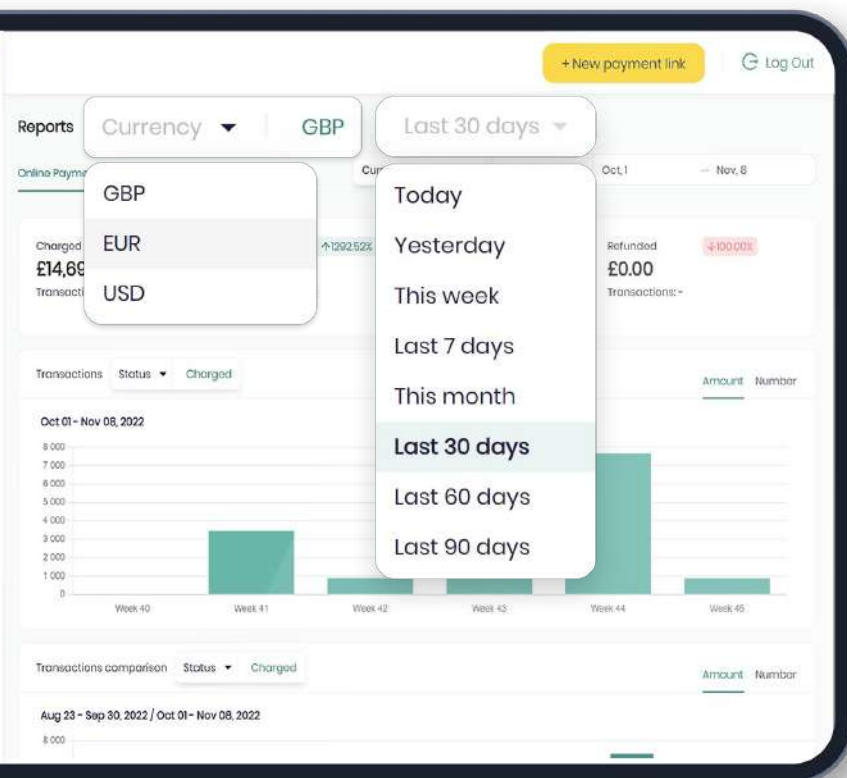 + New payment link
Log Out
Reports
Currency
GBP
Last 30 days
Online Payme
Cur
Oct, 1 — Nov, 8
GBP
EUR
USD
Today
Yesterday
This week
Last 7 days
This month
Last 30 days
Last 60 days
Last 90 days
Charged
↑1292.52%
£14,69
Transacti
Refunded
↓100.00%
£0.00
Transactions: -
Transactions Status Charged
Amount Number
Oct 01 - Nov 08, 2022
8 000
7 000
6 000
5 000
4 000
3 000
2 000
1 000
0
Week 40 Week 41 Week 42 Week 43 Week 44 Week 45
Transactions comparison Status Charged
Amount Number
Aug 23 - Sep 30, 2022 / Oct 01 - Nov 08, 2022
8 000